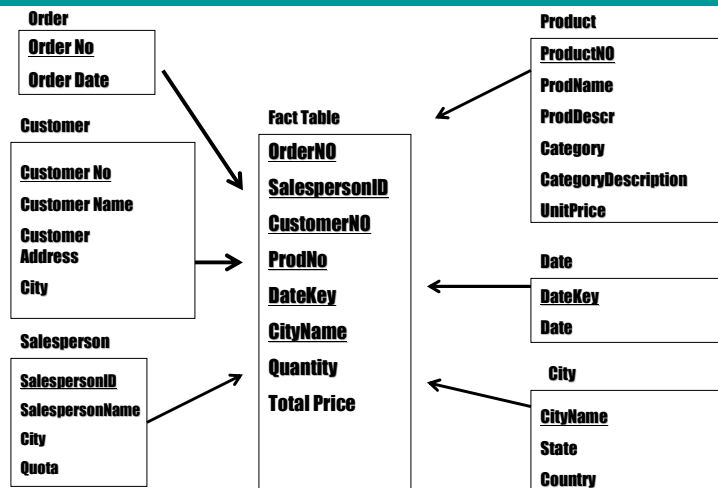 Order
Order No
Order Date
Customer
Customer No
Customer Name
Customer
Address
City
Salesperson
SalespersonID
SalespersonName
City
Quota
Fact Table
OrderNO
SalespersonID
CustomerNO
ProdNo
DateKey
CityName
Quantity
Total Price
Product
ProductNO
ProdName
ProdDescr
Category
CategoryDescription
UnitPrice
Date
DateKey
Date
City
CityName
State
Country